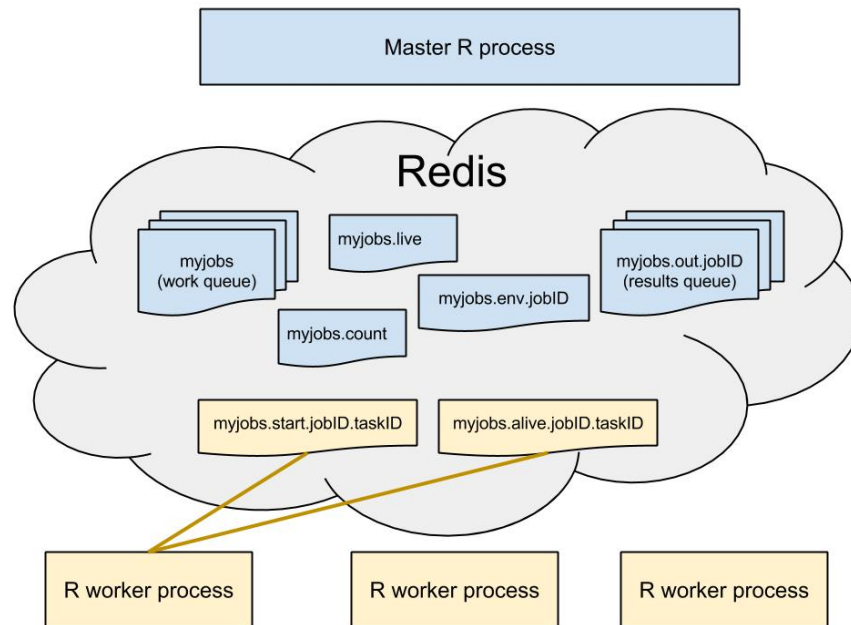 Master R process
Redis
myjobs
(work queue)
myjobs.live
myjobs.out.jobID
(results queue)
myjobs.env.jobID
myjobs.count
myjobs.start.jobID.taskID
myjobs.alive.jobID.taskID
R worker process
R worker process
R worker process